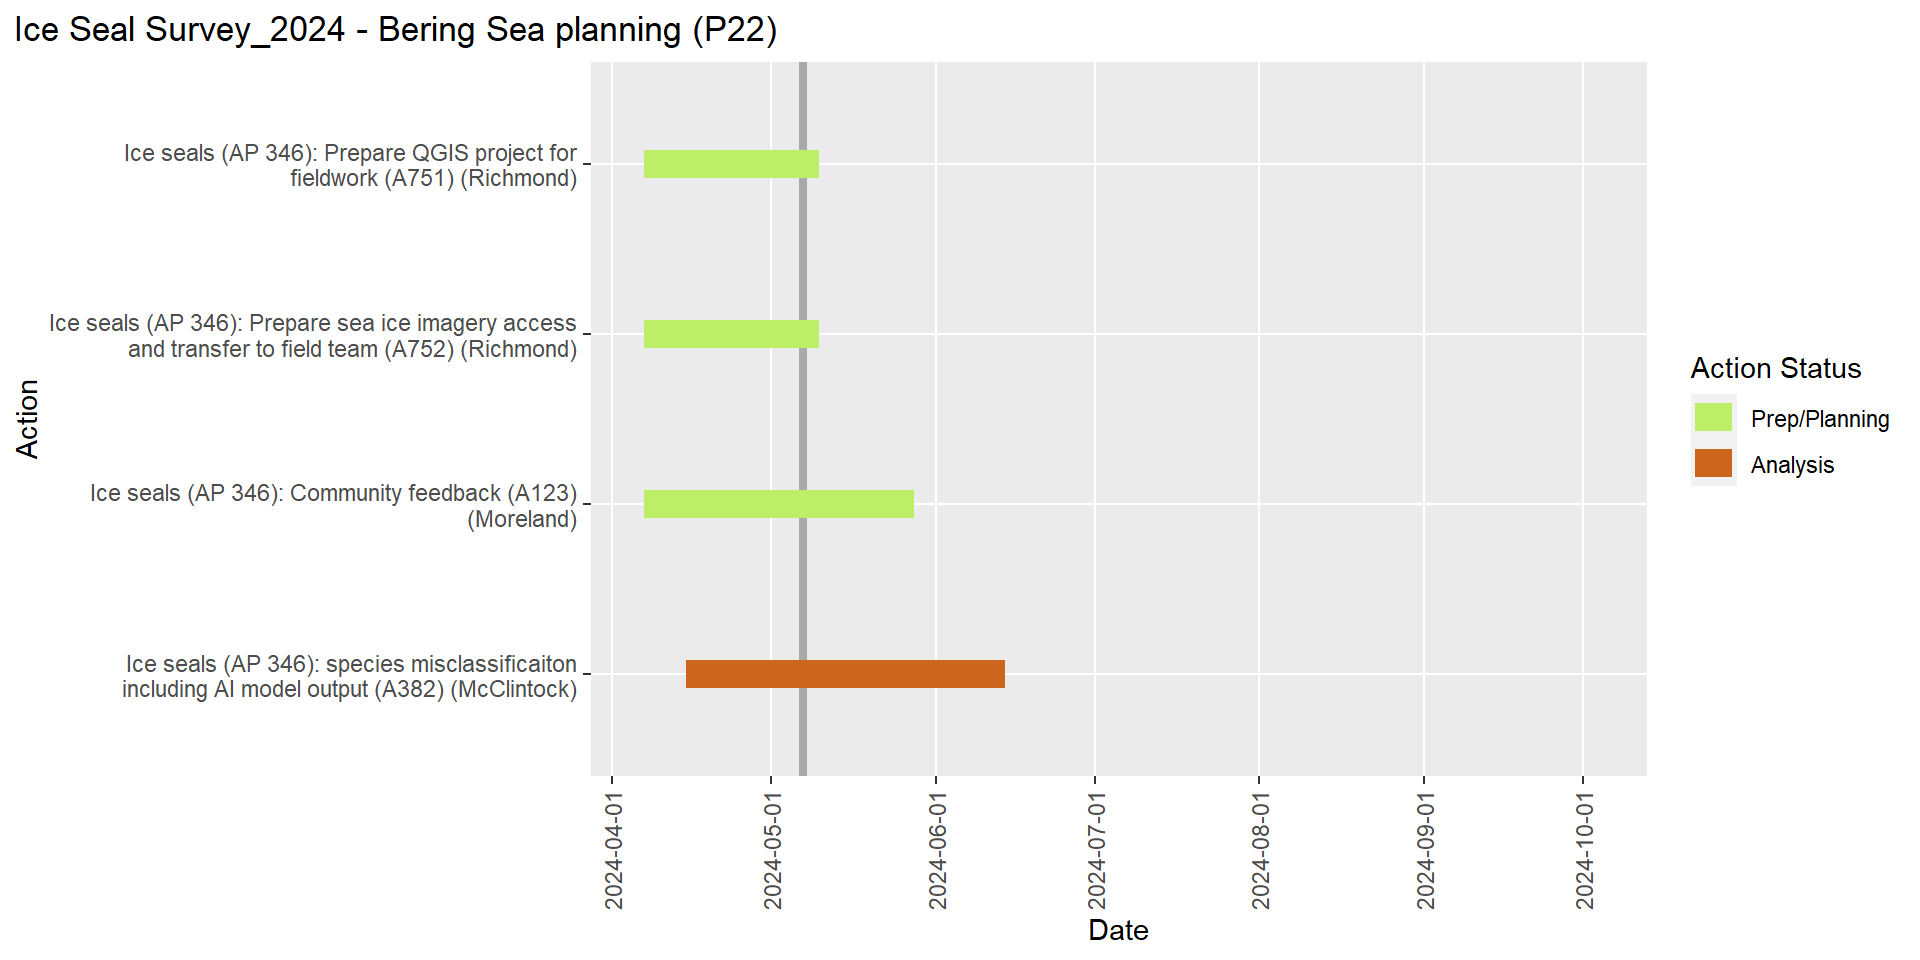 Ice Seal Survey_2024 - Bering Sea planning (P22)
Ice seals (AP 346): Prepare QGIS project for
fieldwork (A751) (Richmond)
Ice seals (AP 346): Prepare sea ice imagery access
and transfer to field team (A752) (Richmond)
Ice seals (AP 346): Community feedback (A123)
(Moreland)
Ice seals (AP 346): species misclassificaiton
including AI model output (A382) (McClintock)
Action
2024-04-01
2024-05-01
2024-06-01
2024-07-01
2024-08-01
2024-09-01
2024-10-01
Date
Action Status
Prep/Planning
Analysis